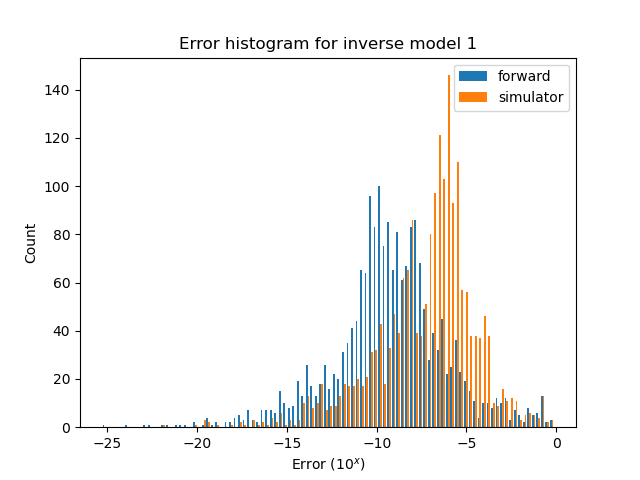 Error histogram for inverse model 1
forward
simulator
Count
140
120
100
80
60
40
20
0
−25 −20 −15 −10 −5 0
Error (10^x)